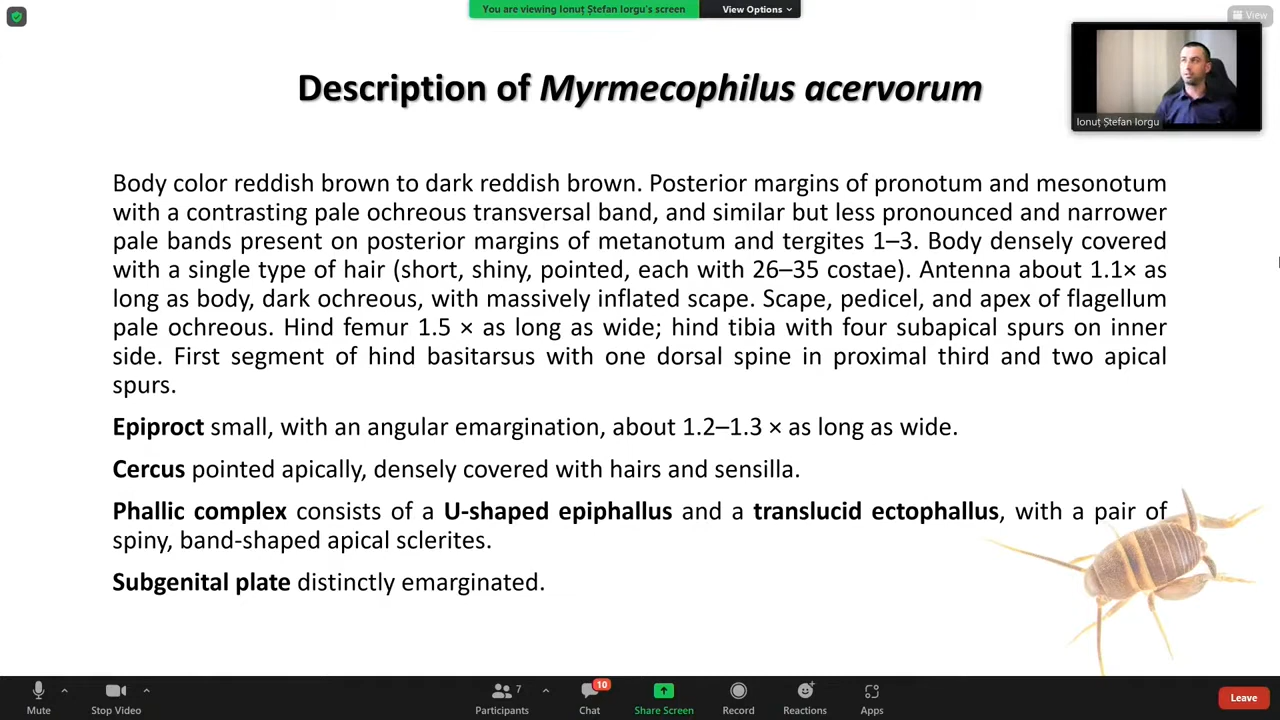 You are viewing Ionuț Ștefan Iorgu's screen
View Options
View
Description of Myrmecophilus acervorum
Ionuț Ștefan Iorgu
Body color reddish brown to dark reddish brown. Posterior margins of pronotum and mesonotum
with a contrasting pale ochreous transversal band, and similar but less pronounced and narrower
pale bands present on posterior margins of metanotum and tergites 1–3. Body densely covered
with a single type of hair (short, shiny, pointed, each with 26–35 costae). Antenna about 1.1× as
long as body, dark ochreous, with massively inflated scape. Scape, pedicel, and apex of flagellum
pale ochreous. Hind femur 1.5 × as long as wide; hind tibia with four subapical spurs on inner
side. First segment of hind basitarsus with one dorsal spine in proximal third and two apical
spurs.
Epiproct small, with an angular emargination, about 1.2–1.3 × as long as wide.
Cercus pointed apically, densely covered with hairs and sensilla.
Phallic complex consists of a U-shaped epiphallus and a translucid ectophallus, with a pair of
spiny, band-shaped apical sclerites.
Subgenital plate distinctly emarginated.
7
10
Mute
Stop Video
Participants
Chat
Share Screen
Record
Reactions
Apps
Leave